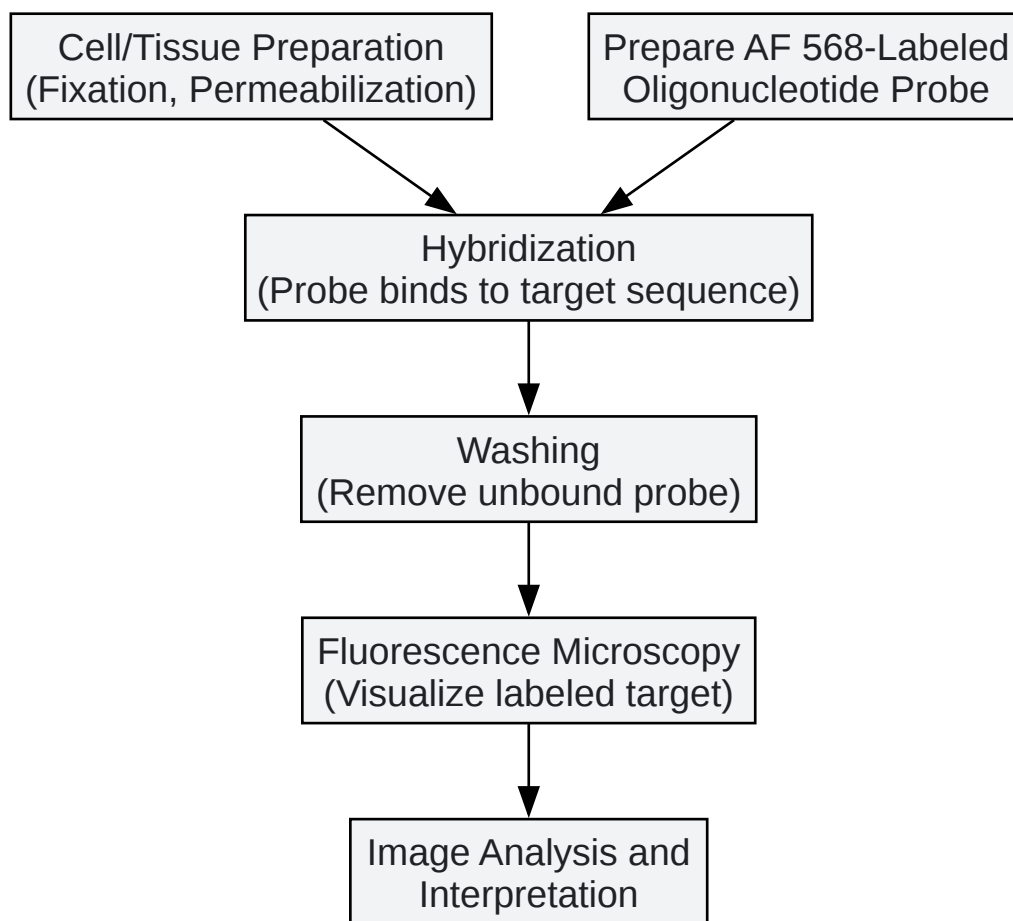 Cell/Tissue Preparation
(Fixation, Permeabilization)
Prepare AF 568-Labeled
Oligonucleotide Probe
Hybridization
(Probe binds to target sequence)
Washing
(Remove unbound probe)
Fluorescence Microscopy
(Visualize labeled target)
Image Analysis and
Interpretation